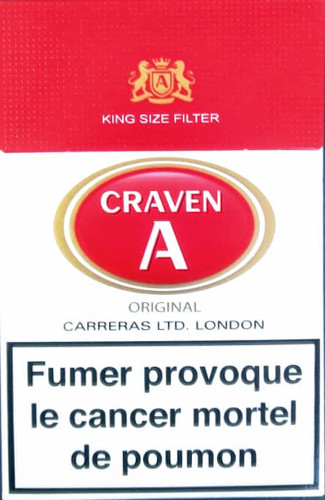 A
KING SIZE FILTER
CRAVEN
A
ORIGINAL
CARRERAS LTD. LONDON
Fumer provoque
le cancer mortel
de poumon